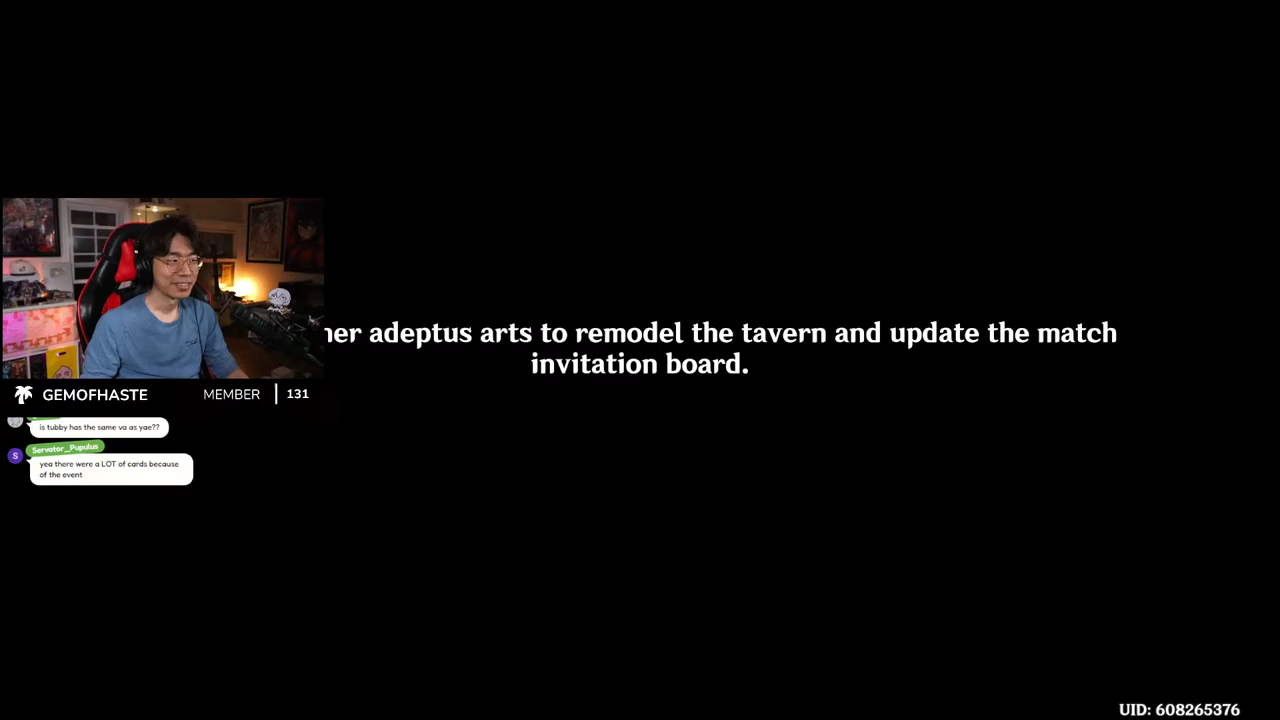 her adeptus arts to remodel the tavern and update the match
invitation board.
GEMOFHASTE MEMBER 131
is tubby has the same va as yae??
Servator_Pupulus
S
yea there were a LOT of cards because
of the event
UID: 608265376